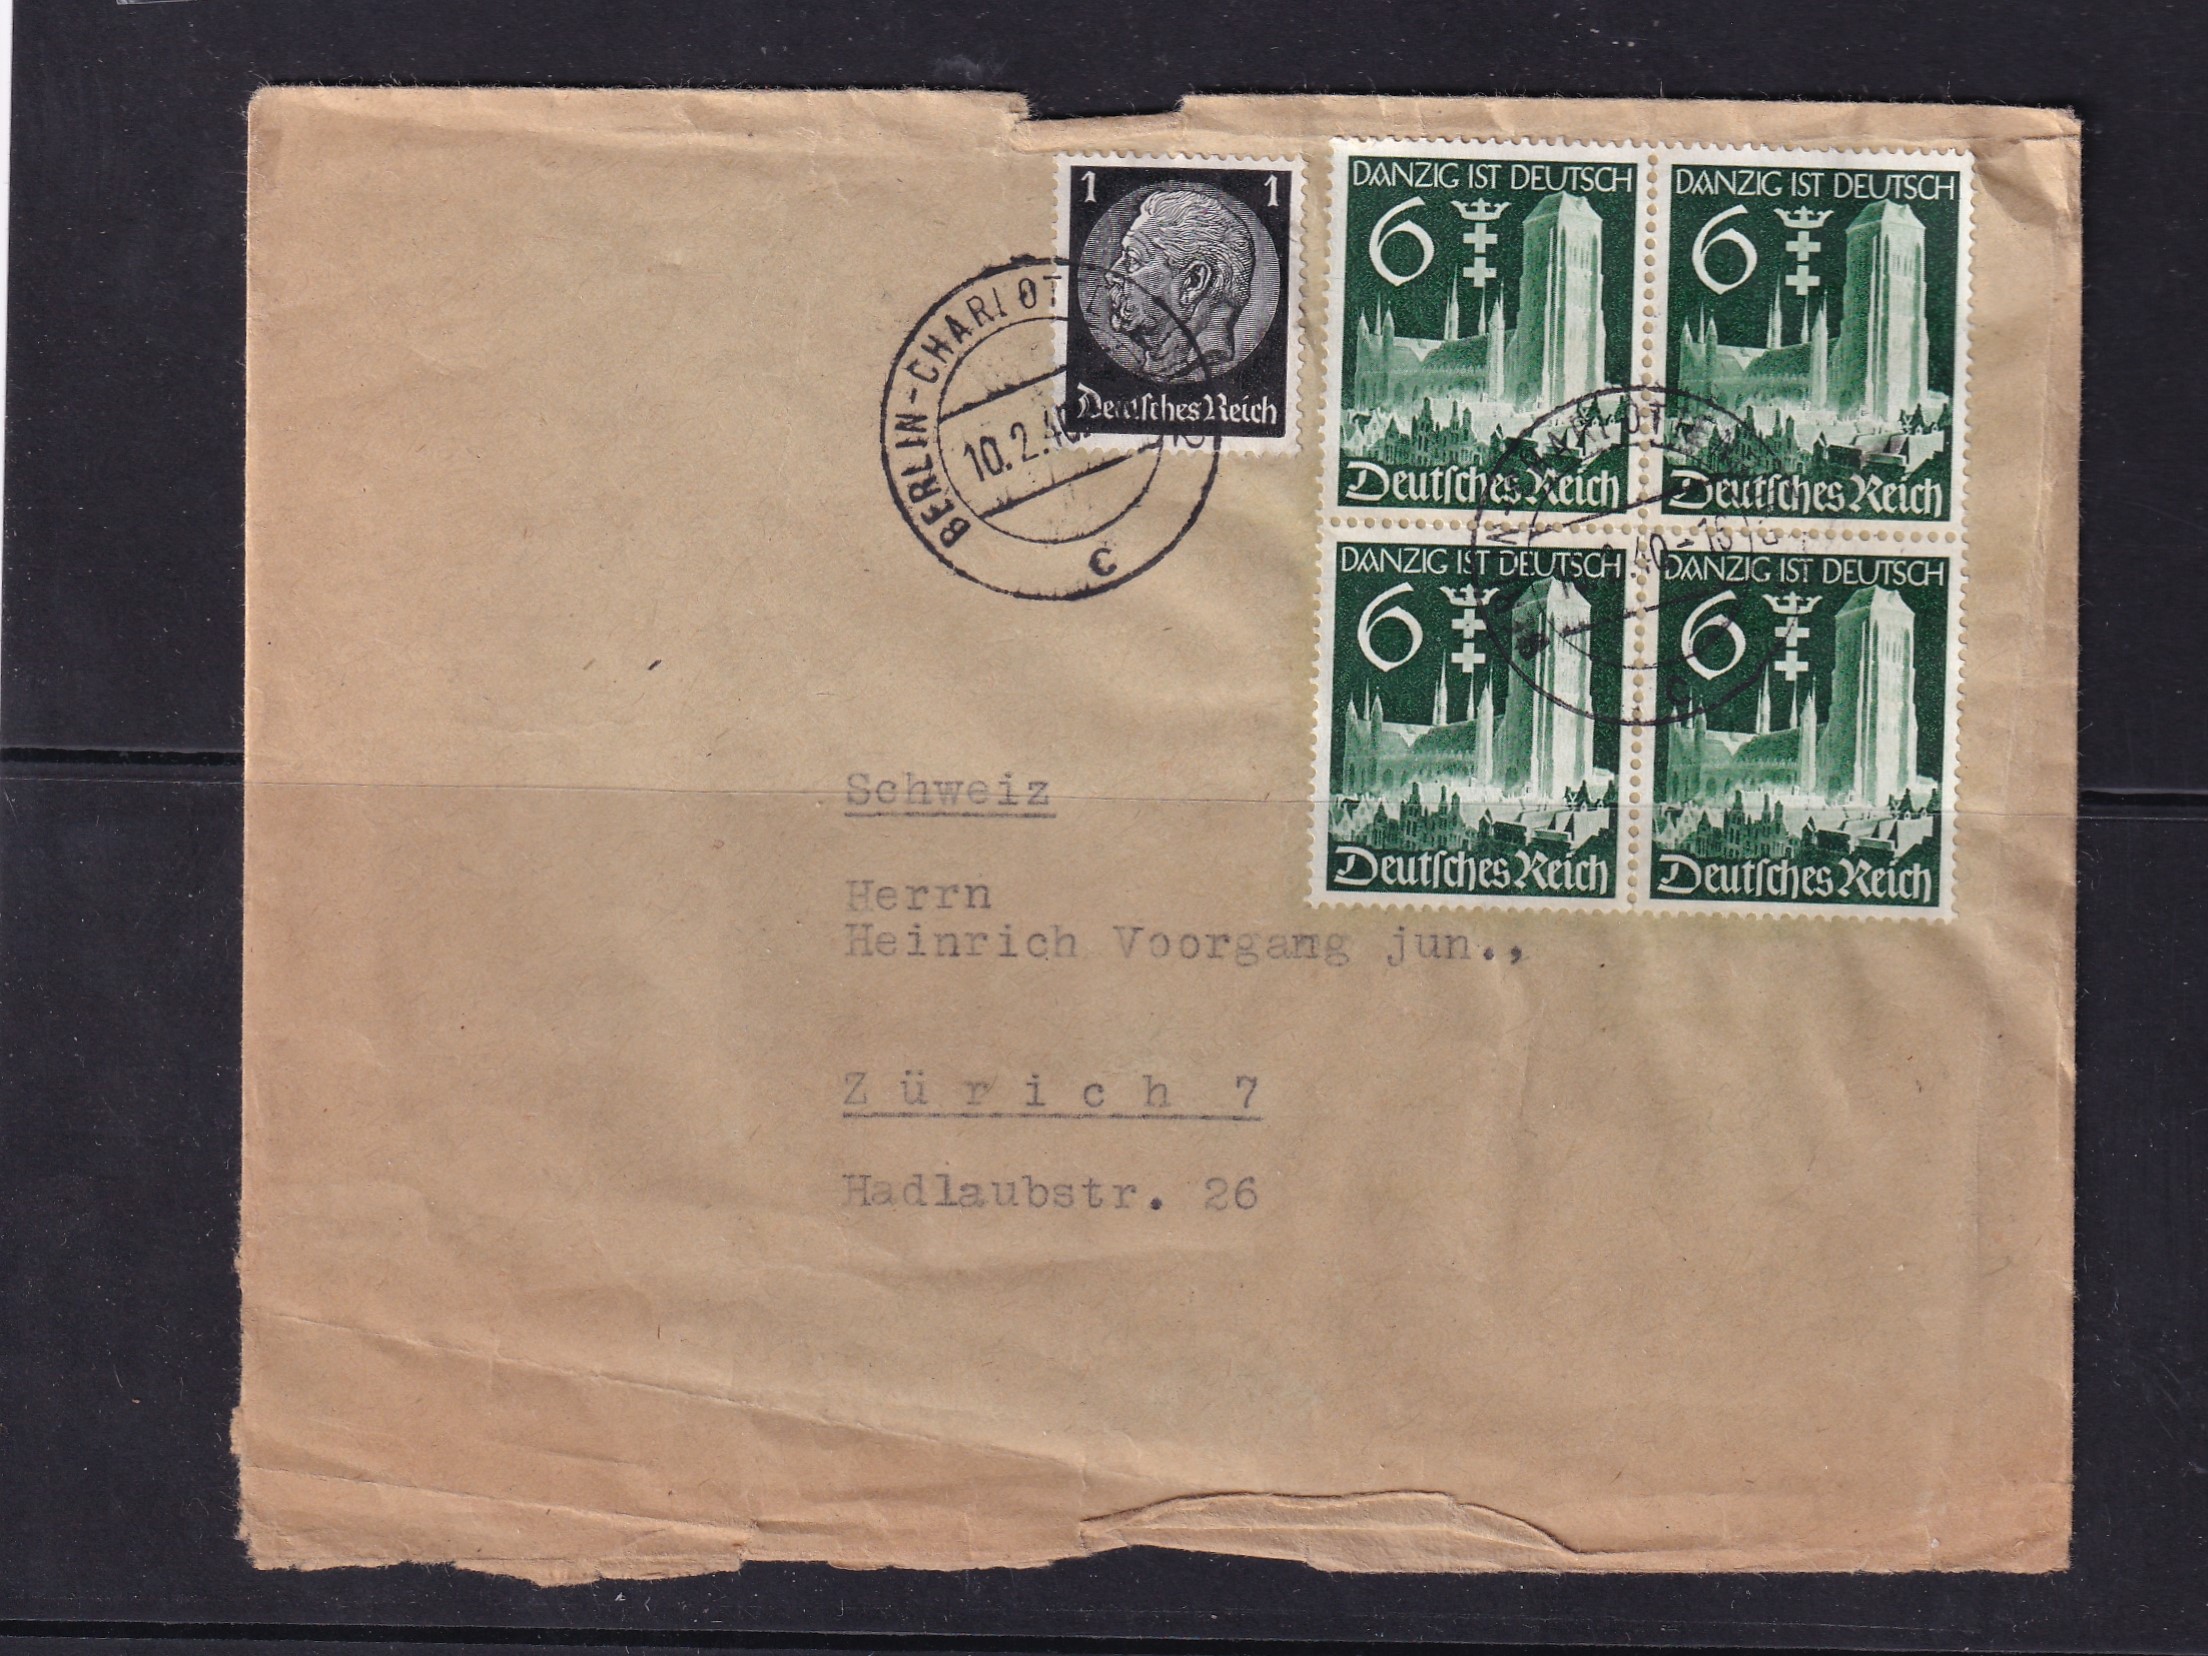 1 1
Deutsches Reich
BERLIN-CHARLOT
10.2.40
c
DANZIG IST DEUTSCH
6
Deutsches Reich
DANZIG IST DEUTSCH
6
Deutsches Reich
DANZIG IST DEUTSCH
6
Deutsches Reich
DANZIG IST DEUTSCH
6
Deutsches Reich
c
Schweiz
Herrn
Heinrich Voorgang jun.,
Zürich 7
Hadlaubstr. 26